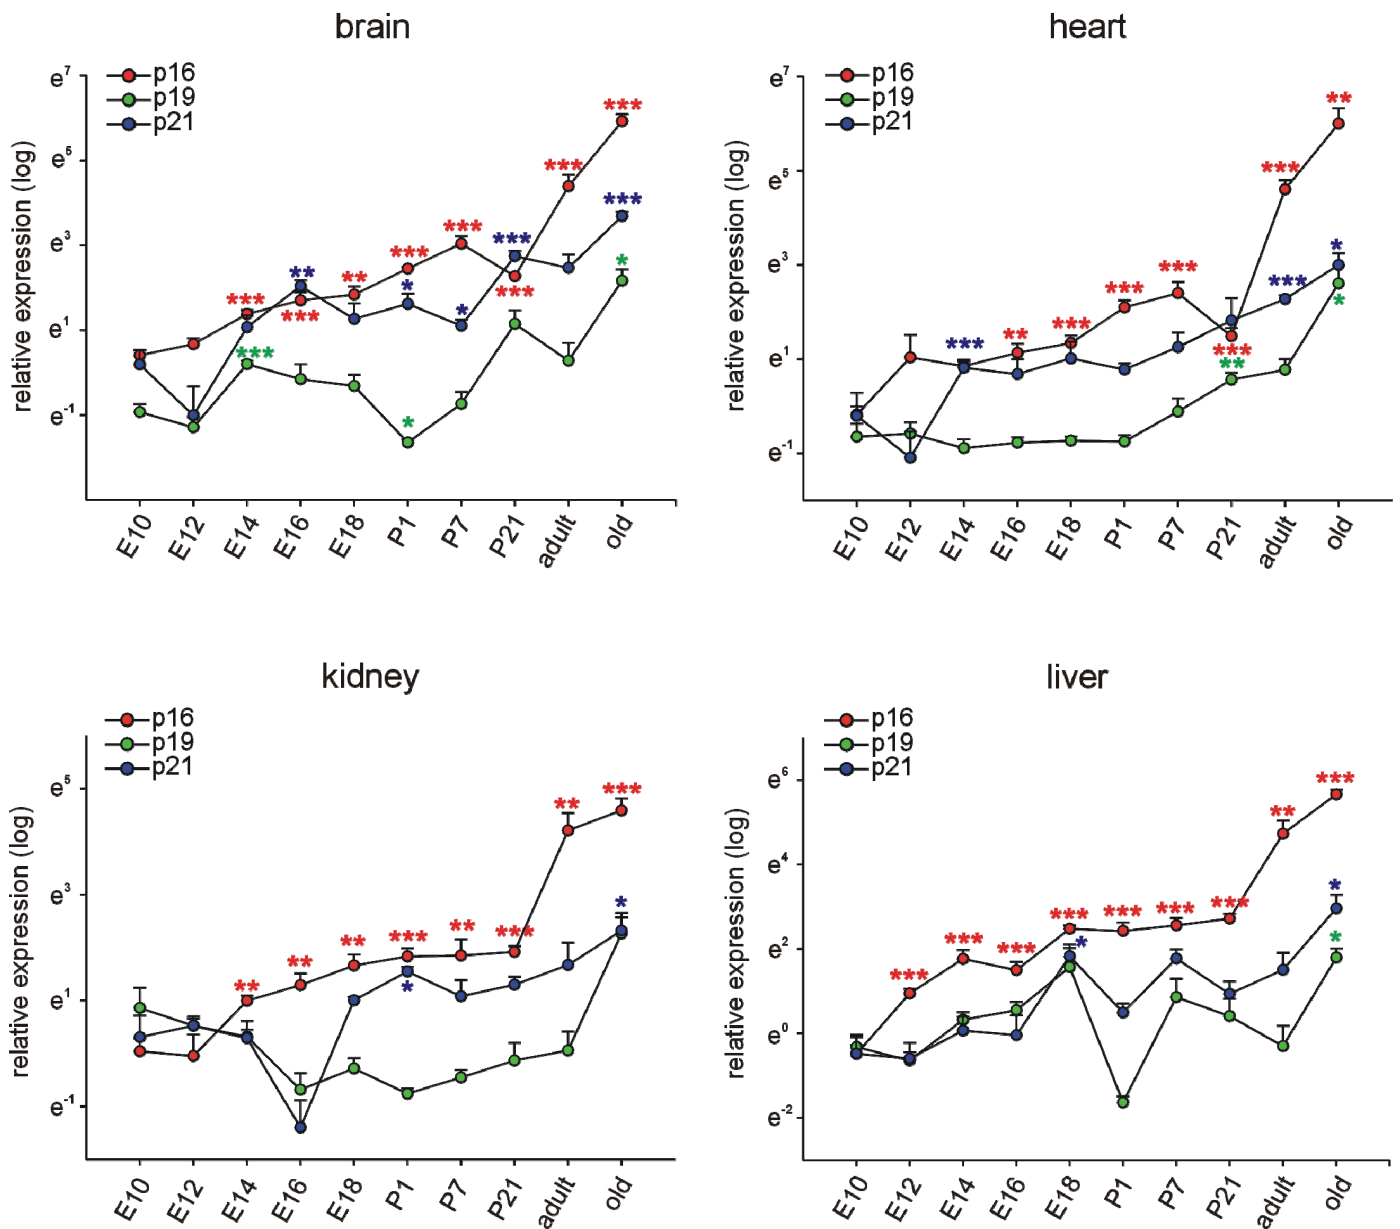 brain
p16
p19
p21
relative expression (log)
e⁷
e⁵
e³
e¹
e⁻¹
***
***
***
***
***
***
**
**
*
***
*
*
***
***
*
E10
E12
E14
E16
E18
P1
P7
P21
adult
old
heart
p16
p19
p21
relative expression (log)
e⁷
e⁵
e³
e¹
e⁻¹
**
***
*
***
***
***
*
***
***
**
***
**
E10
E12
E14
E16
E18
P1
P7
P21
adult
old
kidney
p16
p19
p21
relative expression (log)
e⁵
e³
e¹
e⁻¹
***
**
*
**
***
***
**
**
**
*
E10
E12
E14
E16
E18
P1
P7
P21
adult
old
liver
p16
p19
p21
relative expression (log)
e⁶
e⁴
e²
e⁰
e⁻²
***
**
*
***
***
***
***
*
*
***
***
***
E10
E12
E14
E16
E18
P1
P7
P21
adult
old